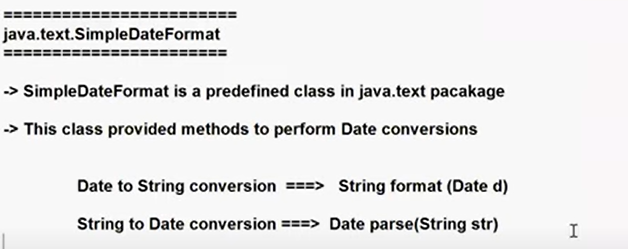 ========================
java.text.SimpleDateFormat
=======================
-> SimpleDateFormat is a predefined class in java.text pacakage
-> This class provided methods to perform Date conversions
Date to String conversion ===> String format (Date d)
String to Date conversion ===> Date parse(String str)